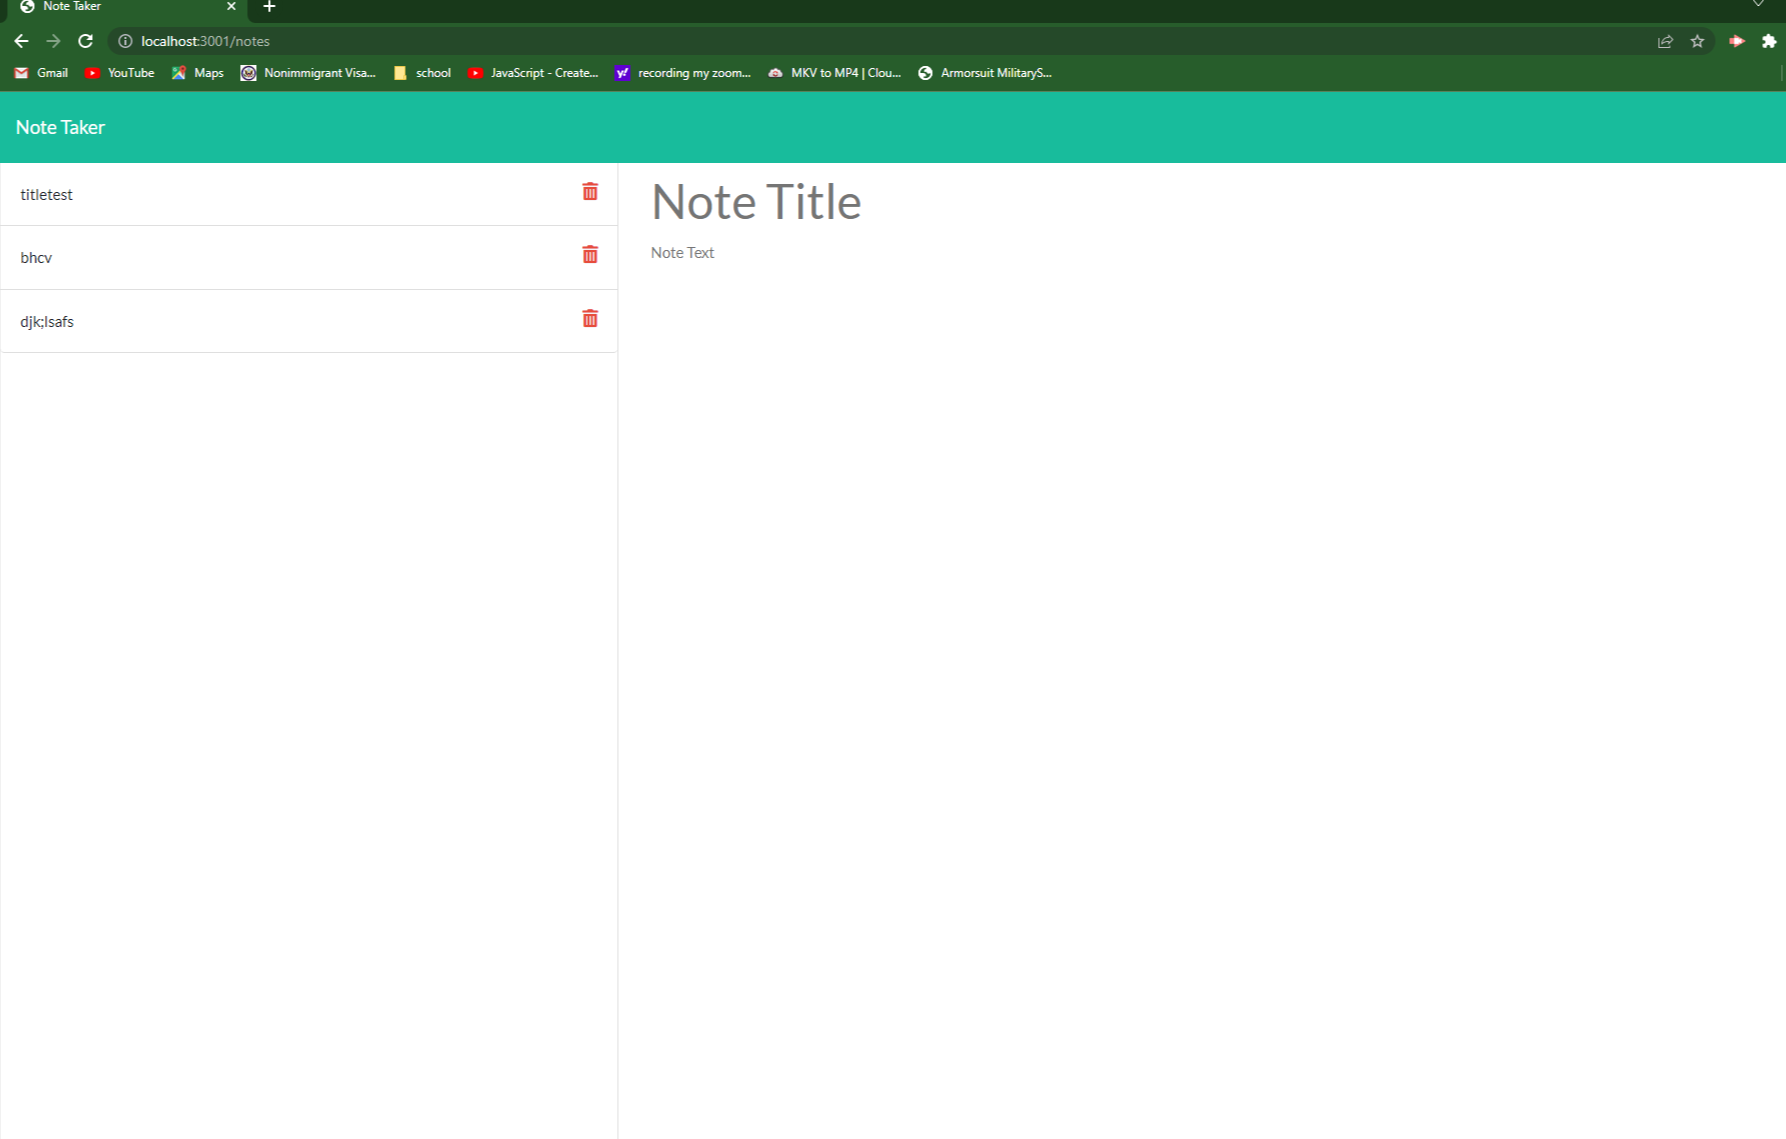 Note Taker
localhost:3001/notes
Gmail YouTube Maps Nonimmigrant Visa... school JavaScript - Create... recording my zoom... MKV to MP4 | Clou... Armorsuit MilitaryS...
Note Taker
titletest
bhcv
djk;lsafs
Note Title
Note Text